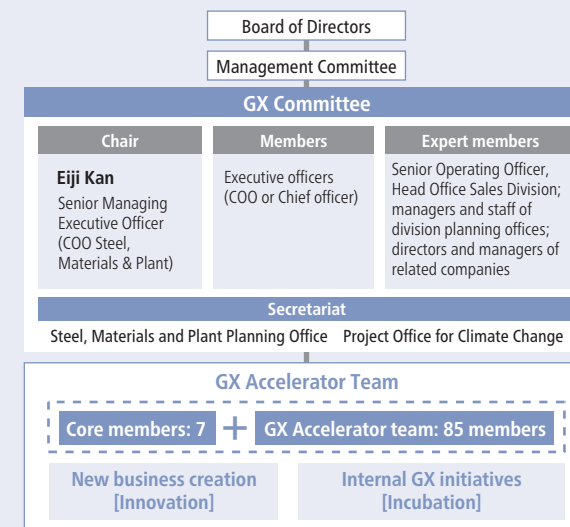 Board of Directors
Management Committee
GX Committee
Chair
Eiji Kan
Senior Managing
Executive Officer
(COO Steel,
Materials & Plant)
Members
Executive officers
(COO or Chief officer)
Expert members
Senior Operating Officer,
Head Office Sales Division;
managers and staff of
division planning offices;
directors and managers of
related companies
Secretariat
Steel, Materials and Plant Planning Office Project Office for Climate Change
GX Accelerator Team
Core members: 7 + GX Accelerator team: 85 members
New business creation
[Innovation]
Internal GX initiatives
[Incubation]